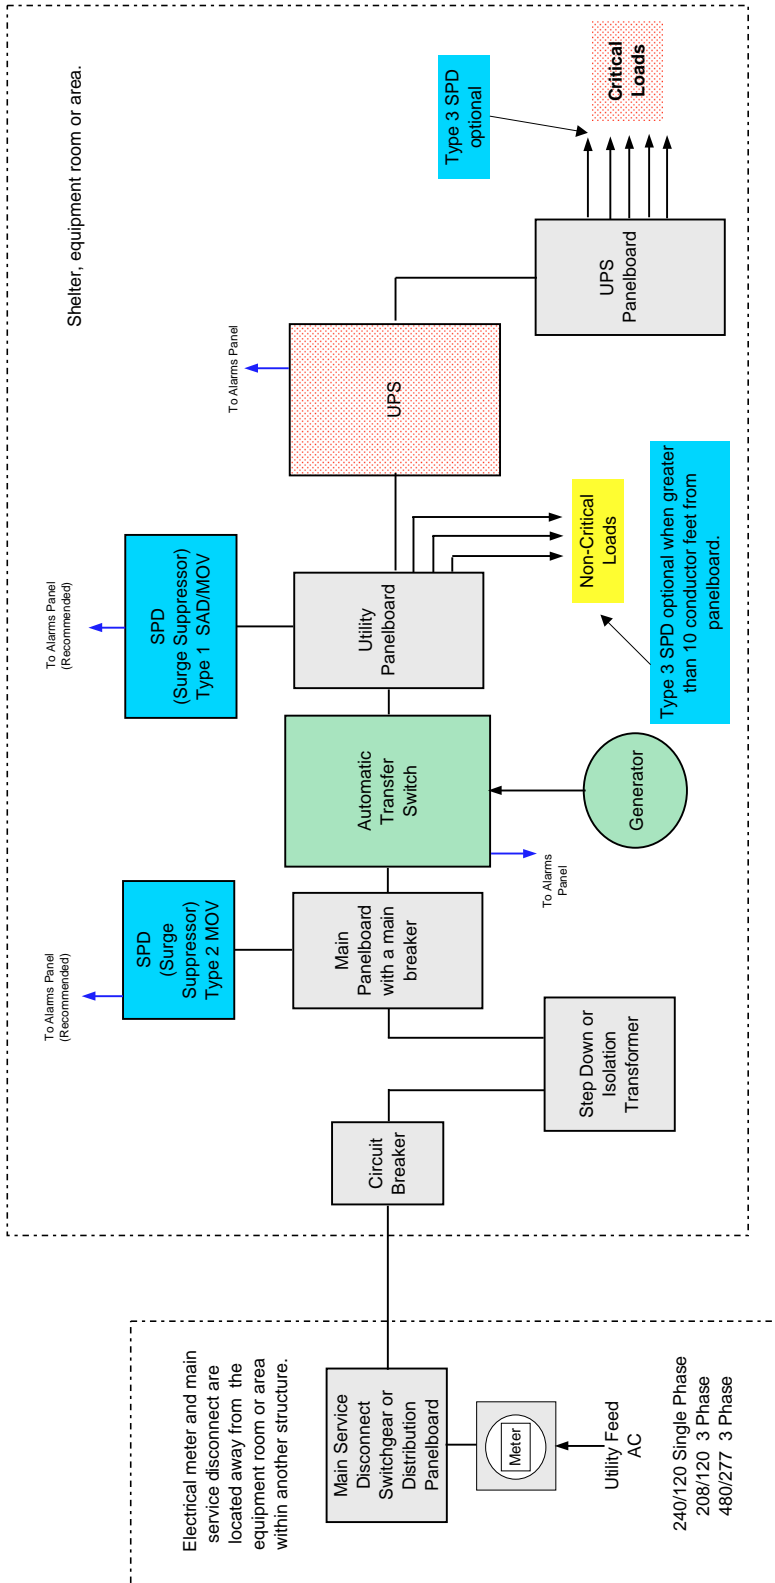 Electrical meter and main
service disconnect are
located away from the
equipment room or area
within another structure.
Main Service
Disconnect
Switchgear or
Distribution
Panelboard
Meter
Utility Feed
AC
240/120 Single Phase
208/120 3 Phase
480/277 3 Phase
Shelter, equipment room or area.
Circuit
Breaker
Step Down or
Isolation
Transformer
To Alarms Panel
(Recommended)
SPD
(Surge
Suppressor)
Type 2 MOV
Main
Panelboard
with a main
breaker
Automatic
Transfer
Switch
To Alarms
Panel
Generator
To Alarms Panel
(Recommended)
SPD
(Surge Suppressor)
Type 1 SAD/MOV
Utility
Panelboard
Non-Critical
Loads
Type 3 SPD optional when greater
than 10 conductor feet from
panelboard.
To Alarms Panel
UPS
UPS
Panelboard
Type 3 SPD
optional
Critical
Loads